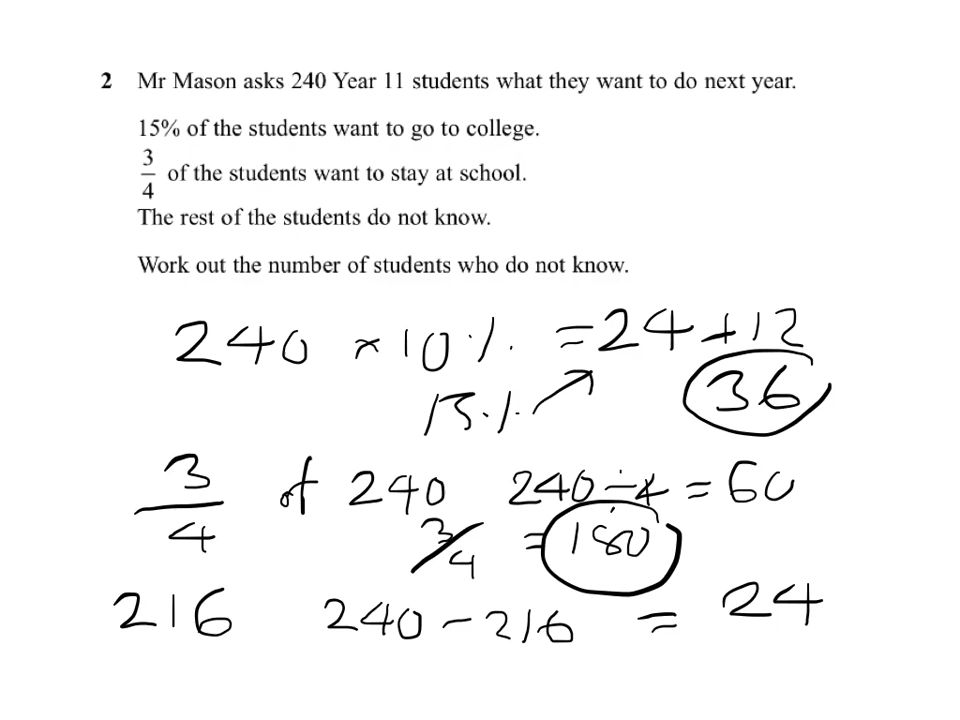 2 Mr Mason asks 240 Year 11 students what they want to do next year.
15% of the students want to go to college.
3/4 of the students want to stay at school.
The rest of the students do not know.
Work out the number of students who do not know.
240 × 10% = 24 + 12
15% ↗ 36
3/4 of 240 240 ÷ 4 = 60
3/4 = 180
216 240 - 216 = 24